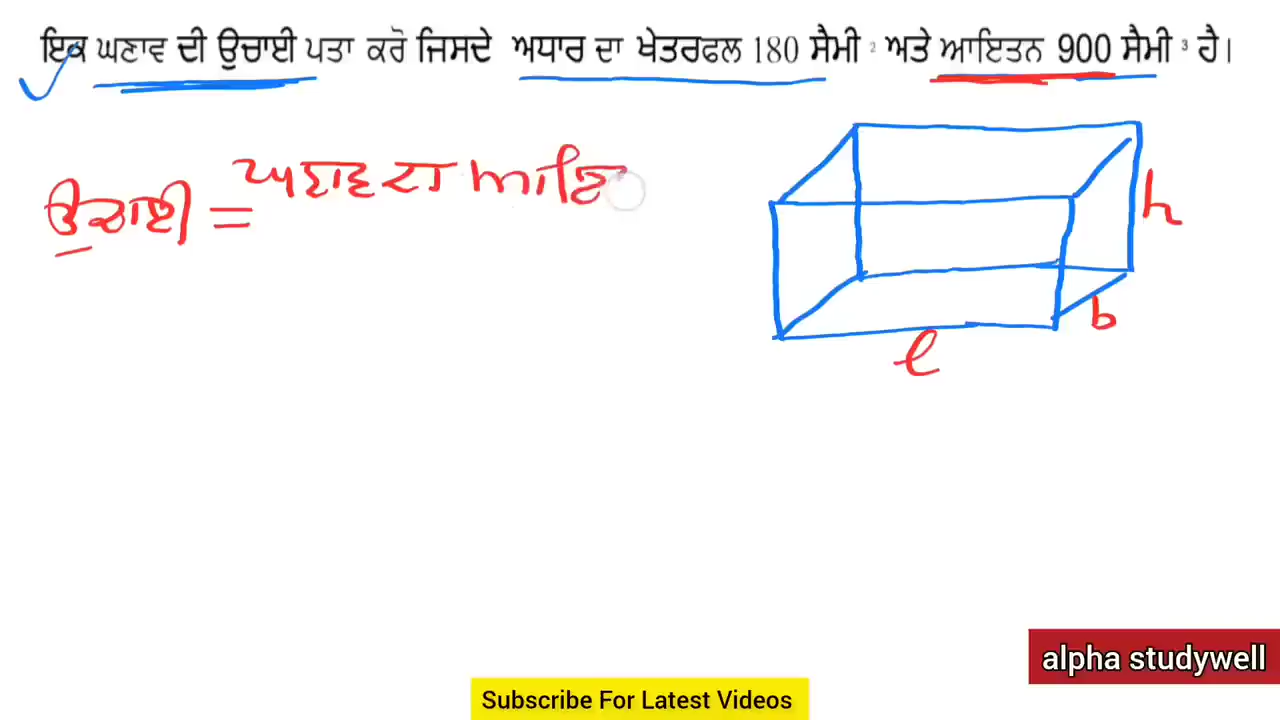 ਇਕ ਘਣਾਵ ਦੀ ਉਚਾਈ ਪਤਾ ਕਰੋ ਜਿਸਦੇ ਅਧਾਰ ਦਾ ਖੇਤਰਫਲ 180 ਸੈਮੀ ² ਅਤੇ ਆਇਤਨ 900 ਸੈਮੀ ³ ਹੈ।
ਉਚਾਈ = ਘਣਾਵ ਦਾ
h
b
l
alpha studywell
Subscribe For Latest Videos